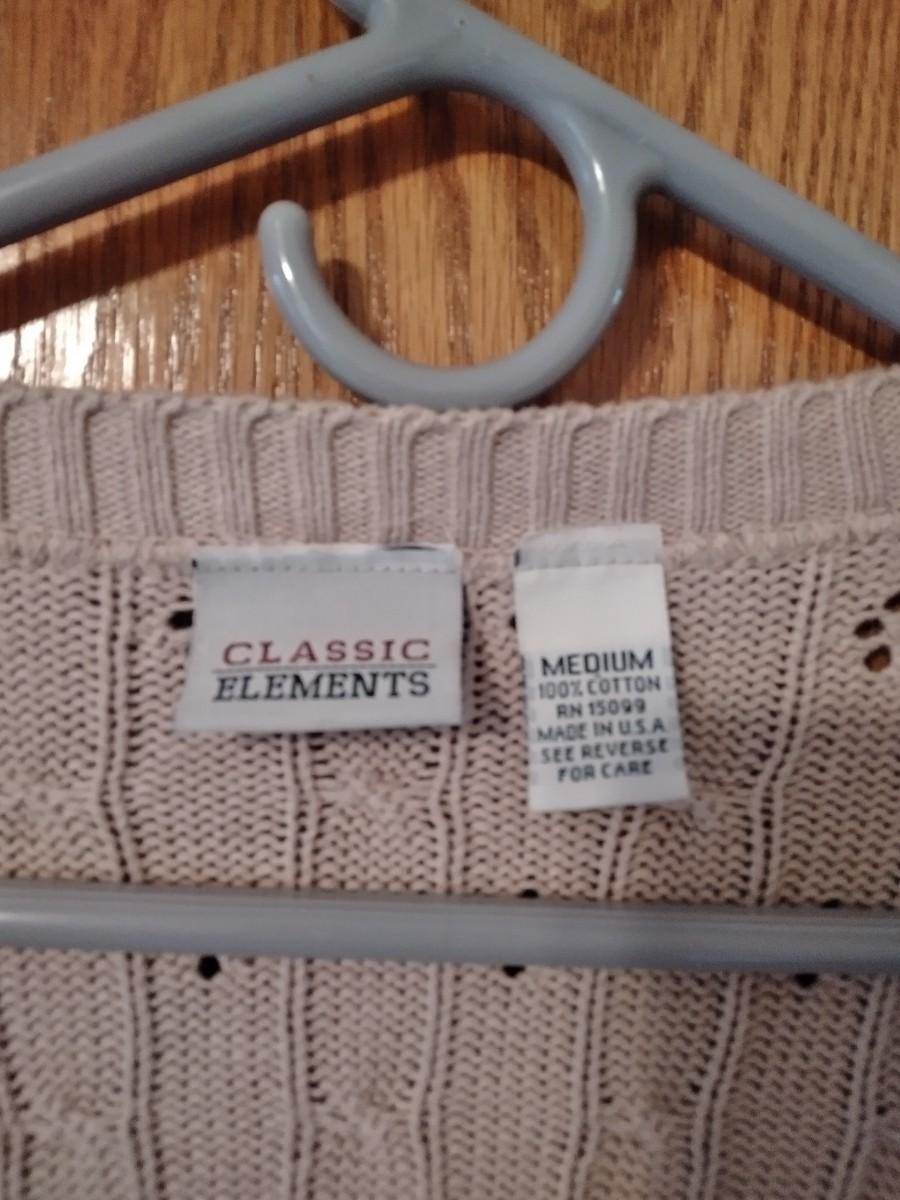 CLASSIC
ELEMENTS
MEDIUM
100% COTTON
RN 15099
MADE IN U.S.A
SEE REVERSE
FOR CARE